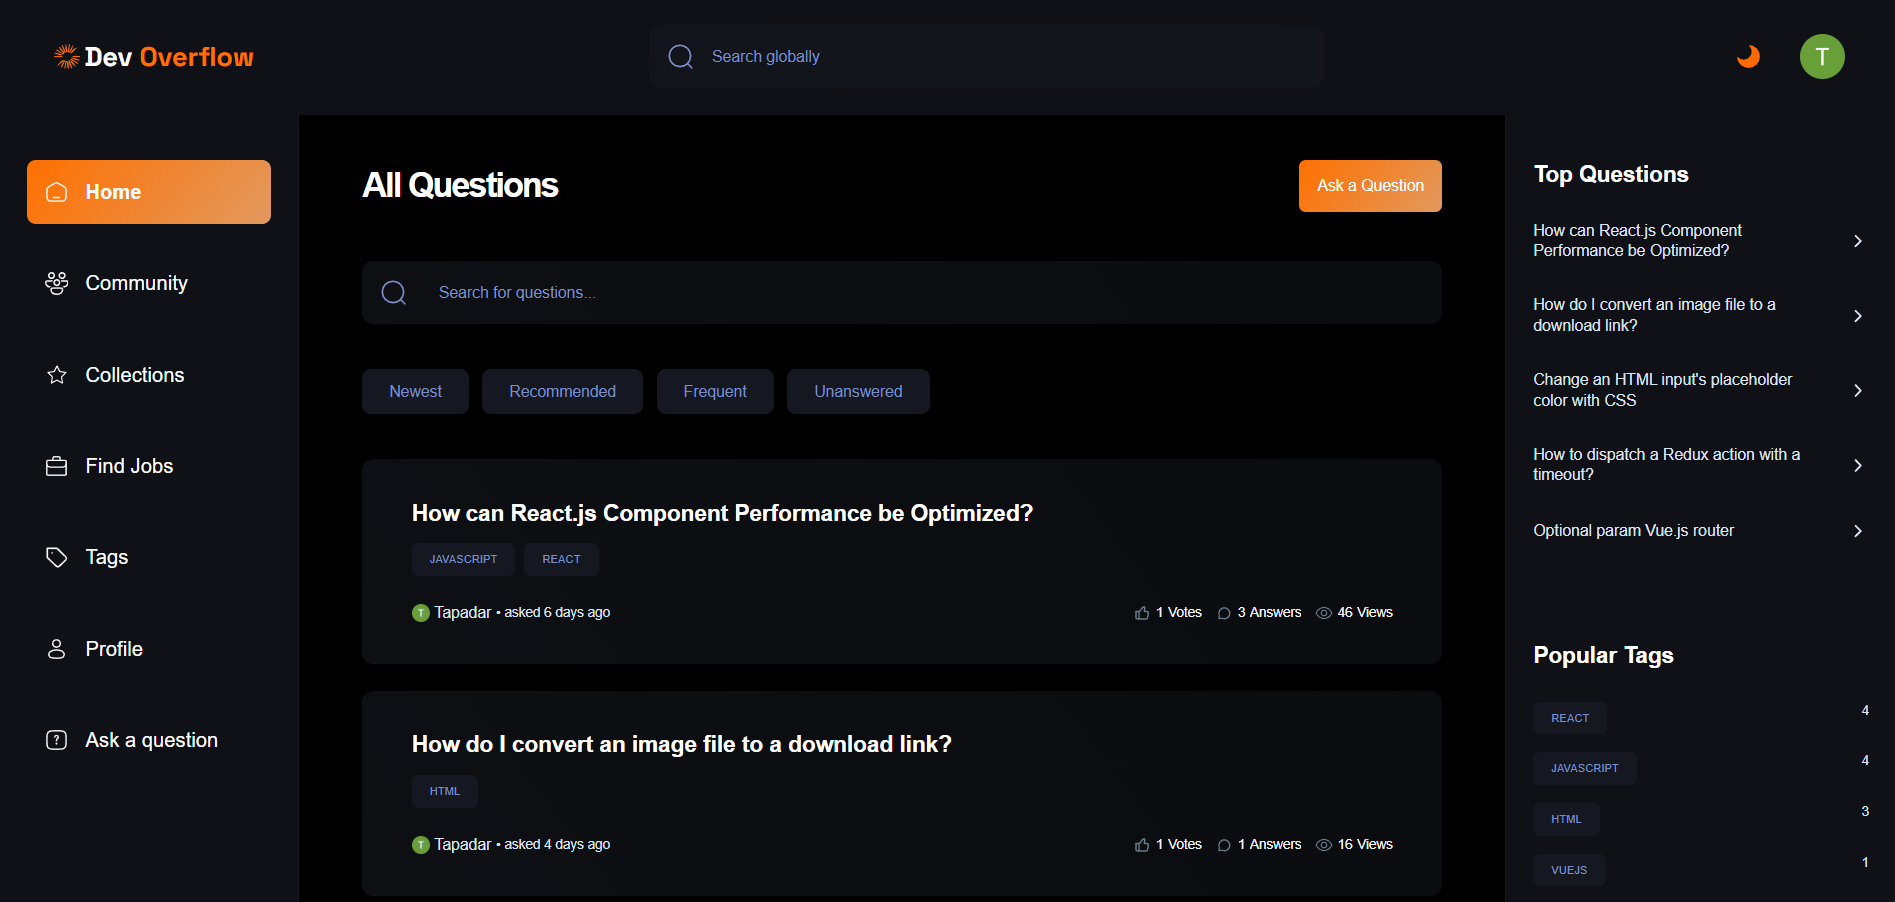 Dev Overflow
Search globally
T
Home
Community
Collections
Find Jobs
Tags
Profile
Ask a question
All Questions
Ask a Question
Search for questions...
Newest
Recommended
Frequent
Unanswered
How can React.js Component Performance be Optimized?
JAVASCRIPT
REACT
T Tapadar • asked 6 days ago
1 Votes
3 Answers
46 Views
How do I convert an image file to a download link?
HTML
T Tapadar • asked 4 days ago
1 Votes
1 Answers
16 Views
Top Questions
How can React.js Component
Performance be Optimized?
How do I convert an image file to a
download link?
Change an HTML input's placeholder
color with CSS
How to dispatch a Redux action with a
timeout?
Optional param Vue.js router
Popular Tags
REACT 4
JAVASCRIPT 4
HTML 3
VUEJS 1